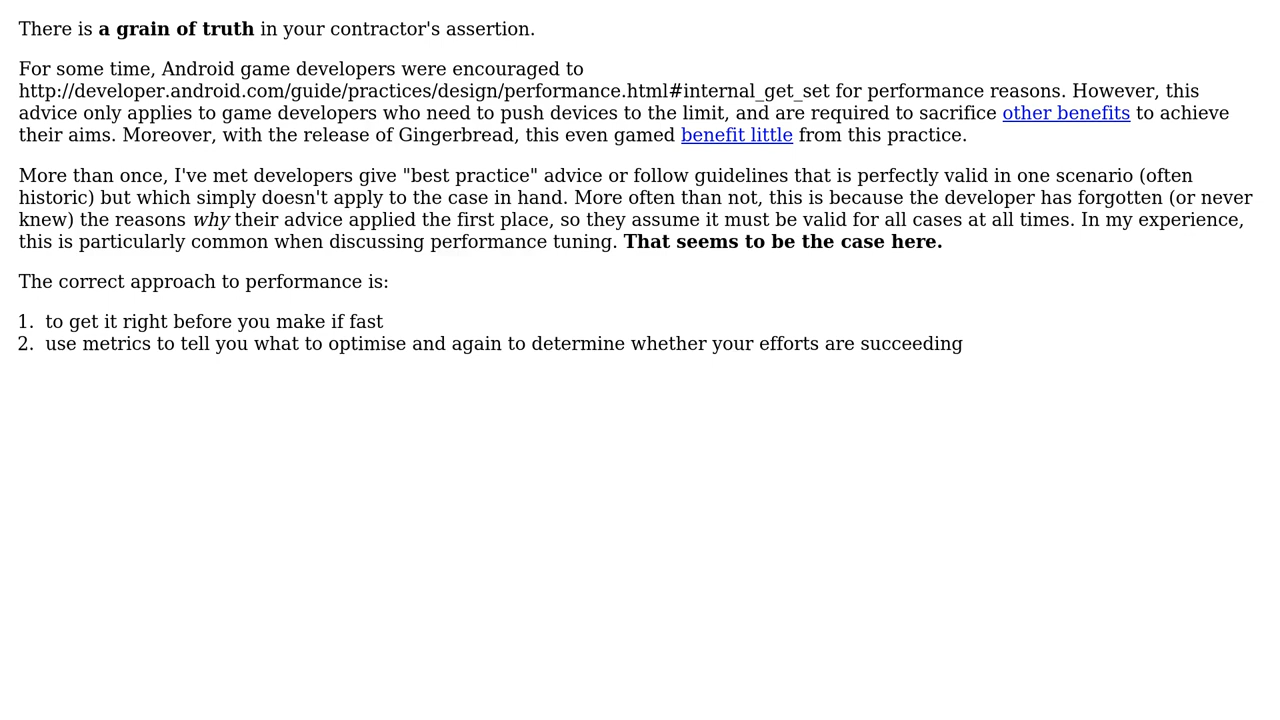 There is a grain of truth in your contractor's assertion.
For some time, Android game developers were encouraged to
http://developer.android.com/guide/practices/design/performance.html#internal_get_set for performance reasons. However, this
advice only applies to game developers who need to push devices to the limit, and are required to sacrifice other benefits to achieve
their aims. Moreover, with the release of Gingerbread, this even gamed benefit little from this practice.
More than once, I've met developers give "best practice" advice or follow guidelines that is perfectly valid in one scenario (often
historic) but which simply doesn't apply to the case in hand. More often than not, this is because the developer has forgotten (or never
knew) the reasons why their advice applied the first place, so they assume it must be valid for all cases at all times. In my experience,
this is particularly common when discussing performance tuning. That seems to be the case here.
The correct approach to performance is:
1. to get it right before you make if fast
2. use metrics to tell you what to optimise and again to determine whether your efforts are succeeding